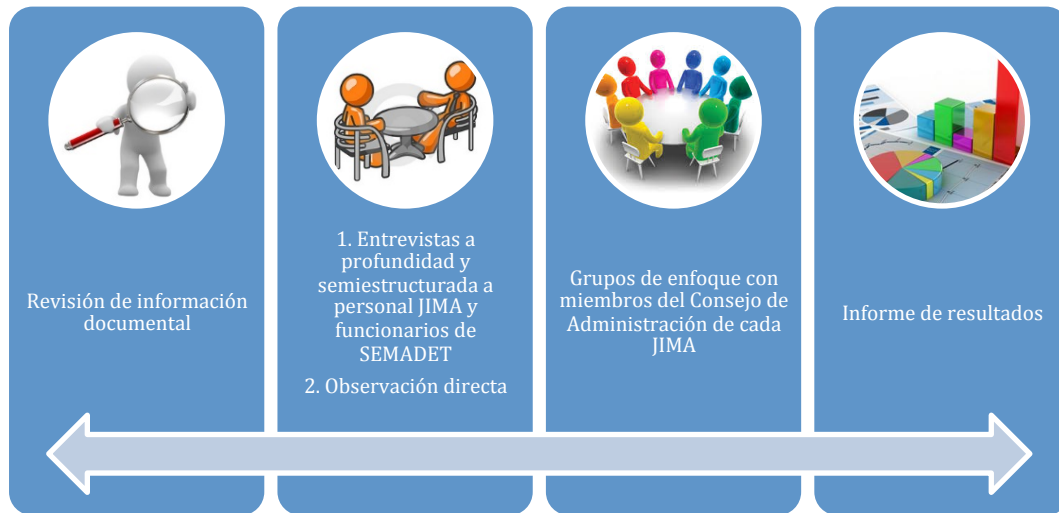 Revisión de información
documental
1. Entrevistas a
profundidad y
semiestructurada a
personal JIMA y
funcionarios de
SEMADET
2. Observación directa
Grupos de enfoque con
miembros del Consejo de
Administración de cada
JIMA
Informe de resultados